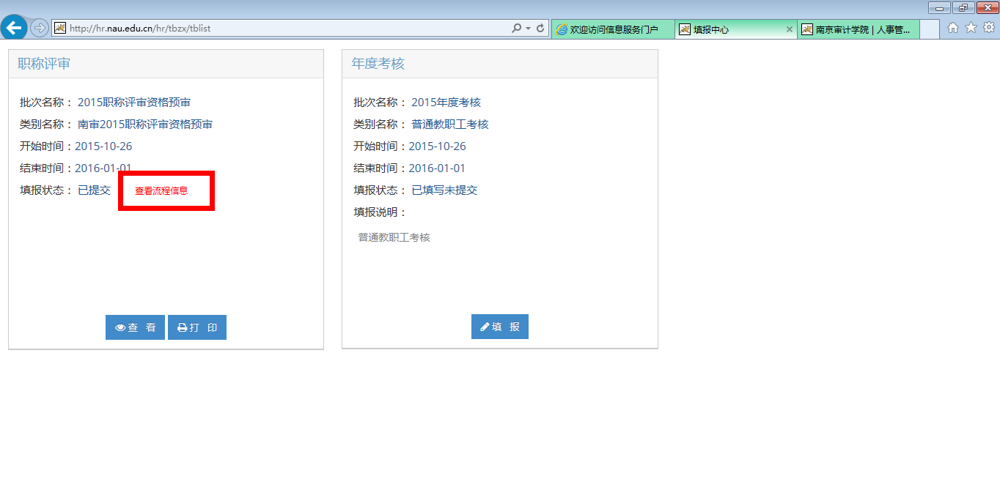 http://hr.nau.edu.cn/hr/tbzx/tblist
欢迎访问信息服务门户
填报中心
南京审计学院 | 人事管...
职称评审
批次名称： 2015职称评审资格预审
类别名称： 南审2015职称评审资格预审
开始时间：2015-10-26
结束时间：2016-01-01
填报状态： 已提交 查看流程信息
查 看
打 印
年度考核
批次名称： 2015年度考核
类别名称： 普通教职工考核
开始时间：2015-10-26
结束时间：2016-01-01
填报状态： 已填写未提交
填报说明：
普通教职工考核
填 报